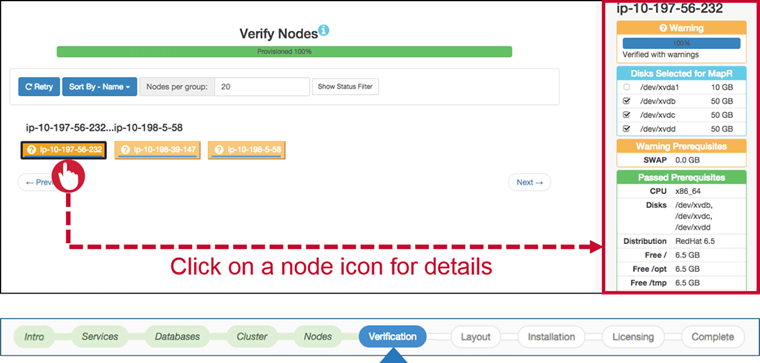 Verify Nodes
Provisioned 100%
Retry
Sort By - Name
Nodes per group:
20
Show Status Filter
ip-10-197-56-232...ip-10-198-5-58
ip-10-197-56-232
ip-10-198-39-147
ip-10-198-5-58
← Previ
Next →
Click on a node icon for details
ip-10-197-56-232
Warning
100%
Verified with warnings
Disks Selected for MapR
/dev/xvda1 10 GB
/dev/xvdb 50 GB
/dev/xvdc 50 GB
/dev/xvdd 50 GB
Warning Prerequisites
SWAP 0.0 GB
Passed Prerequisites
CPU x86_64
Disks /dev/xvdb,
/dev/xvdc,
/dev/xvdd
Distribution RedHat 6.5
Free / 6.5 GB
Free /opt 6.5 GB
Free /tmp 6.5 GB
Intro
Services
Databases
Cluster
Nodes
Verification
Layout
Installation
Licensing
Complete